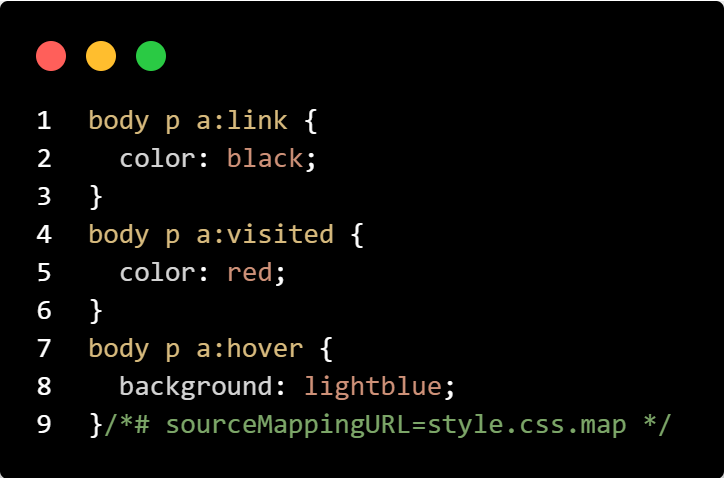 1 body p a:link {
2   color: black;
3 }
4 body p a:visited {
5   color: red;
6 }
7 body p a:hover {
8   background: lightblue;
9 }/*# sourceMappingURL=style.css.map */